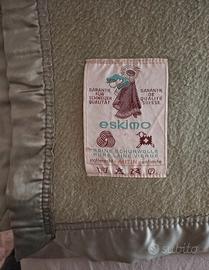 GARANTIE
FÜR
SCHWEIZER
QUALITÄT
GARANTIE
DE
QUALITÉ
SUISSE
eskimo
REINE SCHURWOLLE
PURE LAINE VIERGE
subito